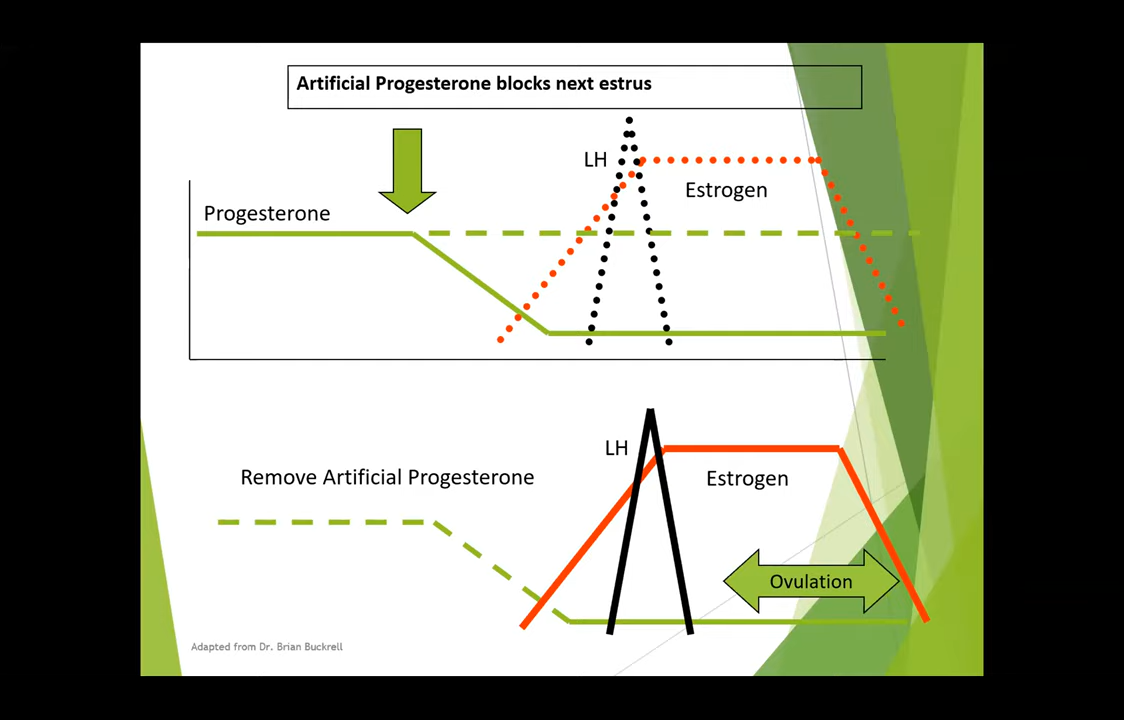 Artificial Progesterone blocks next estrus
LH
Estrogen
Progesterone
LH
Remove Artificial Progesterone
Estrogen
Ovulation
Adapted from Dr. Brian Buckrell